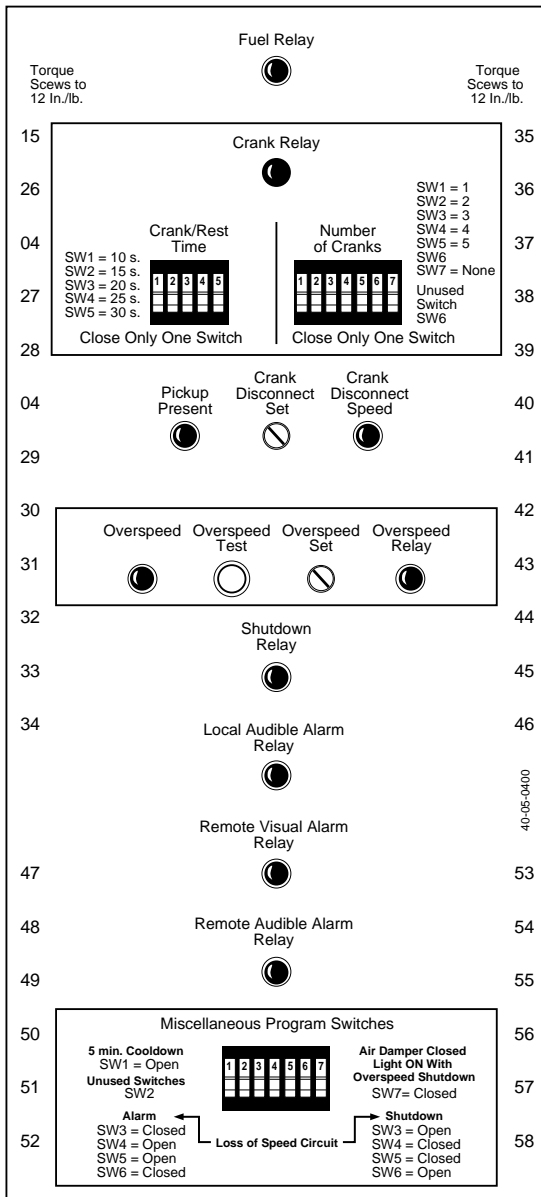 Fuel Relay
Torque
Scews to
12 In./lb.
Torque
Scews to
12 In./lb.
15
35
Crank Relay
26
36
SW1 = 1
SW2 = 2
SW3 = 3
SW4 = 4
SW5 = 5
SW6
SW7 = None
Unused
Switch
SW6
04
37
Crank/Rest
Time
Number
of Cranks
SW1 = 10 s.
SW2 = 15 s.
SW3 = 20 s.
SW4 = 25 s.
SW5 = 30 s.
1 2 3 4 5
1 2 3 4 5 6 7
27
38
Close Only One Switch
Close Only One Switch
28
39
04
40
Pickup
Present
Crank
Disconnect
Set
Crank
Disconnect
Speed
29
41
30
42
Overspeed
Overspeed
Test
Overspeed
Set
Overspeed
Relay
31
43
32
44
Shutdown
Relay
33
45
34
46
Local Audible Alarm
Relay
40-05-0400
Remote Visual Alarm
Relay
47
53
48
54
Remote Audible Alarm
Relay
49
55
Miscellaneous Program Switches
50
56
5 min. Cooldown
SW1 = Open
Unused Switches
SW2
1 2 3 4 5 6 7
Air Damper Closed
Light ON With
Overspeed Shutdown
SW7= Closed
51
57
Alarm
SW3 = Closed
SW4 = Open
SW5 = Open
SW6 = Closed
Loss of Speed Circuit
Shutdown
SW3 = Open
SW4 = Closed
SW5 = Closed
SW6 = Open
52
58